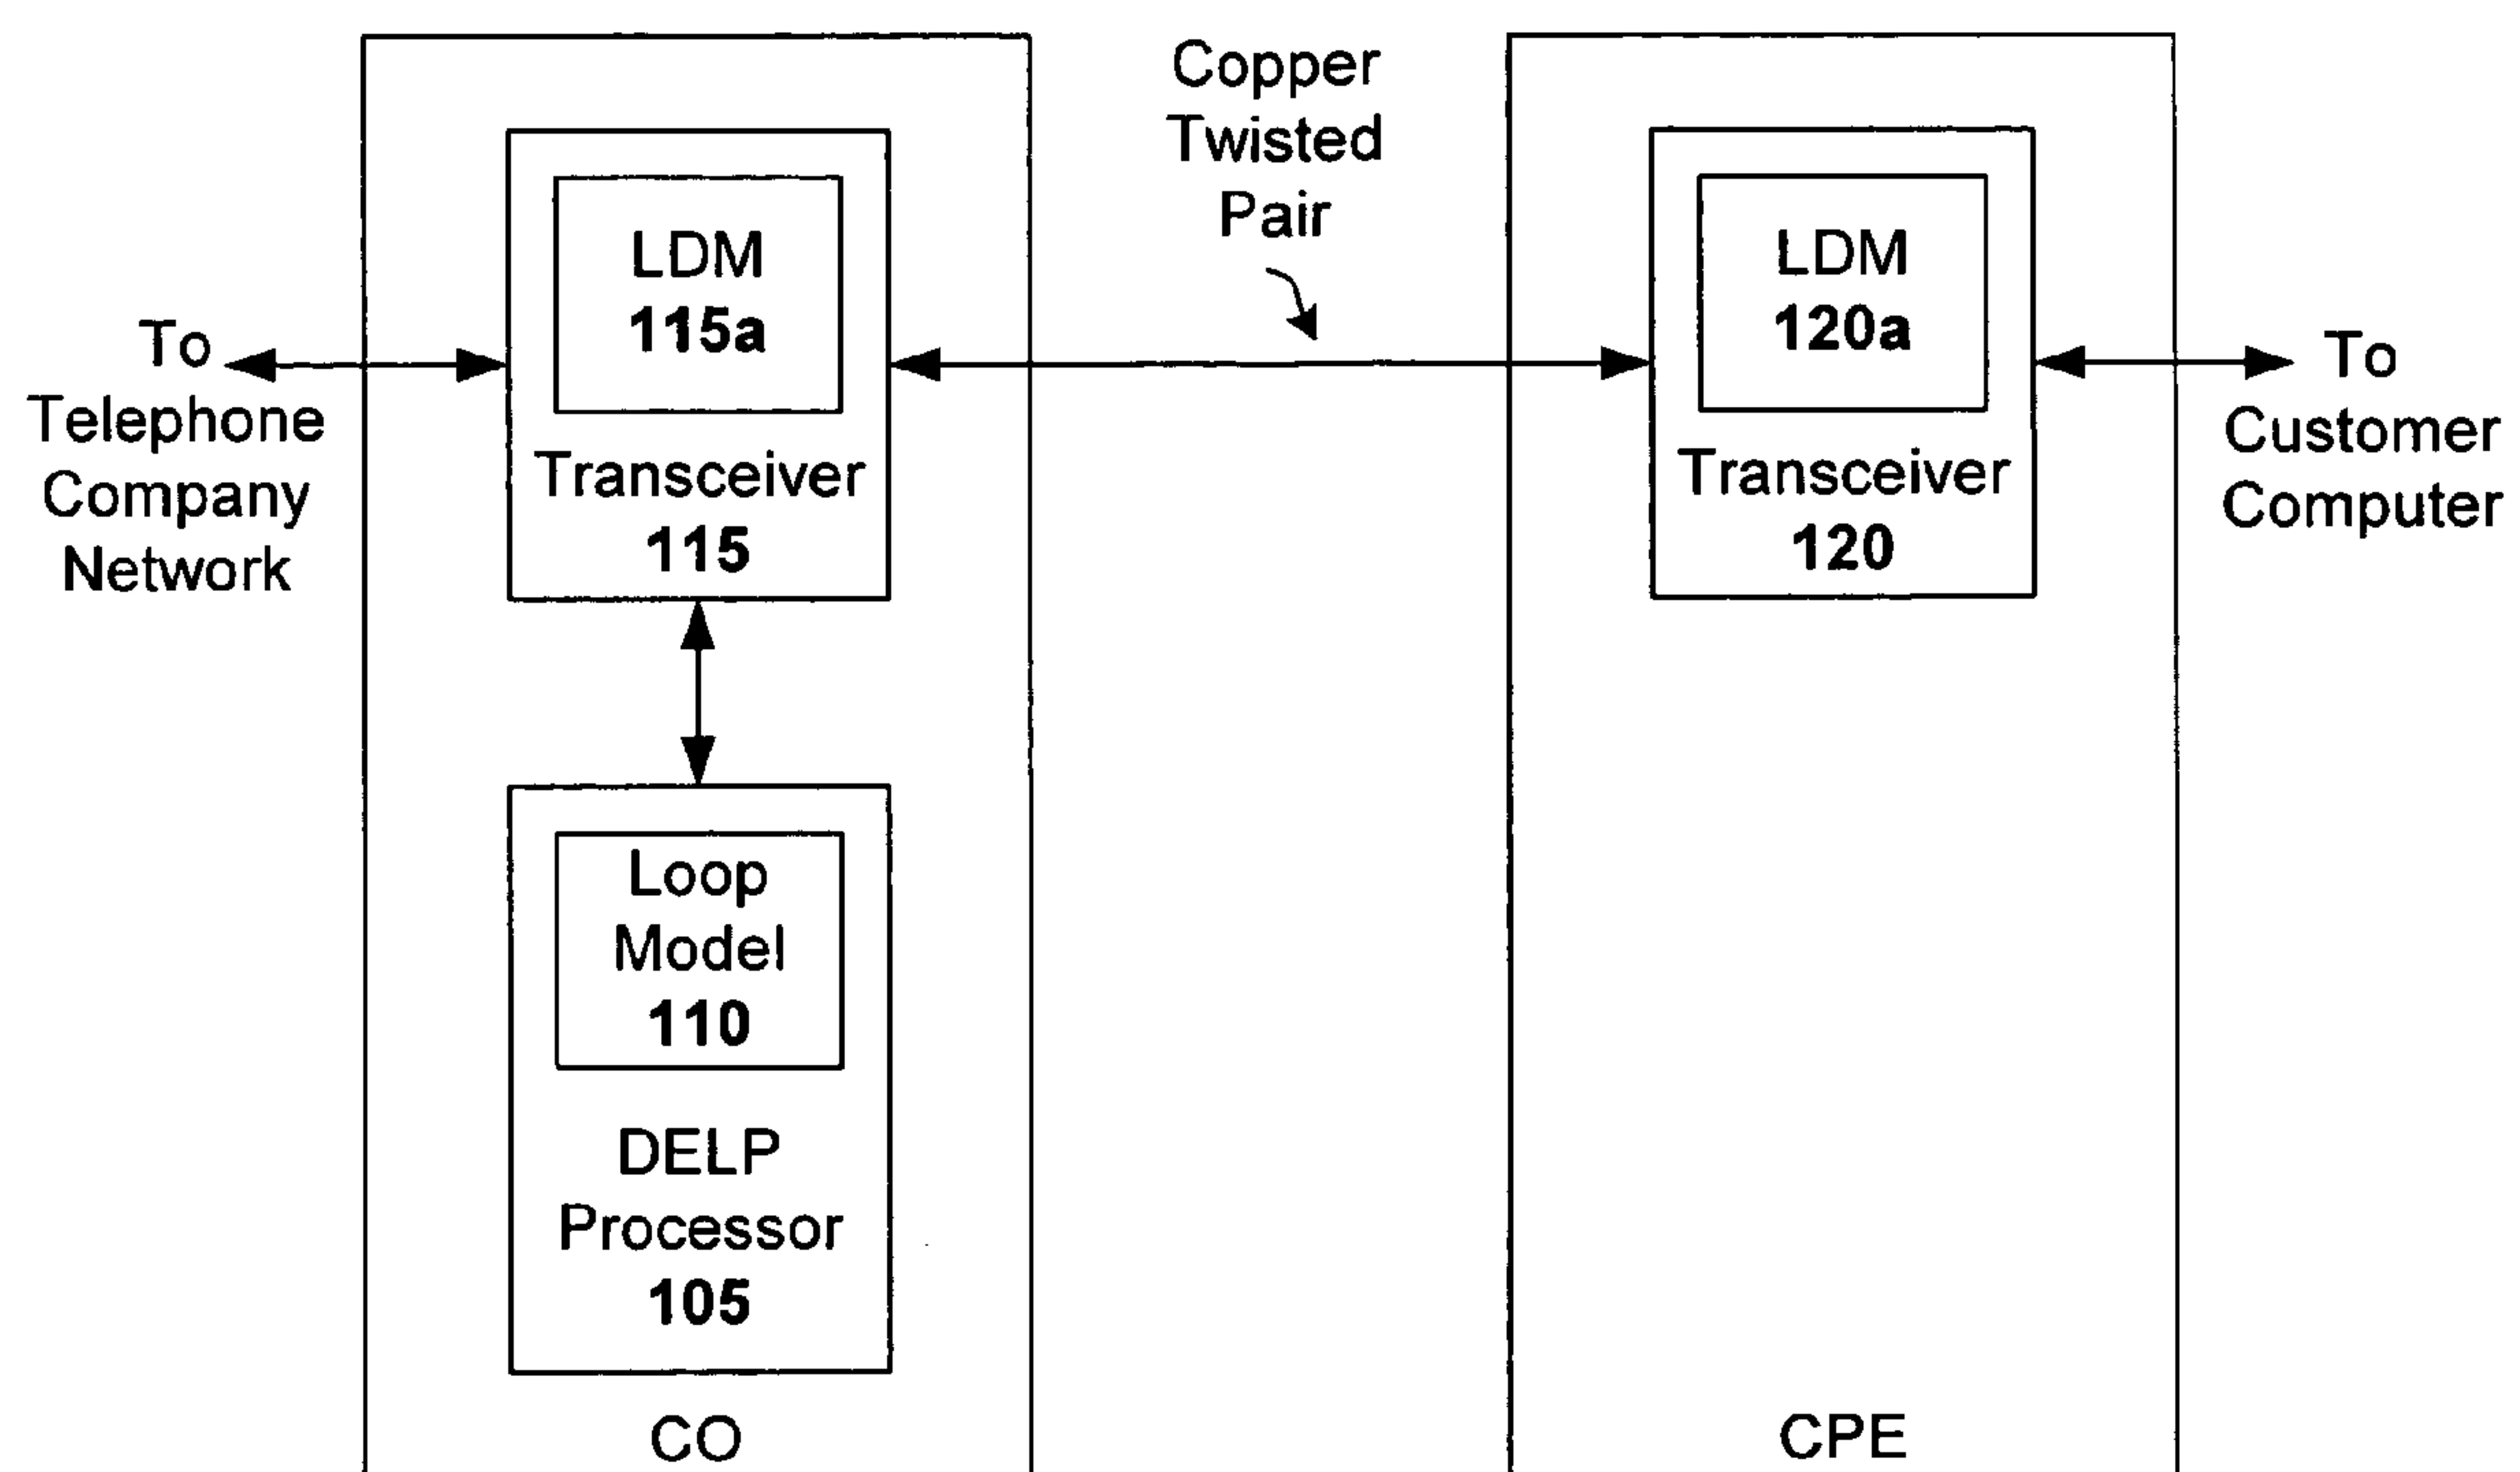 To
Telephone
Company
Network
LDM
115a
Transceiver
115
Loop
Model
110
DELP
Processor
105
CO
Copper
Twisted
Pair
LDM
120a
Transceiver
120
CPE
To
Customer
Computer